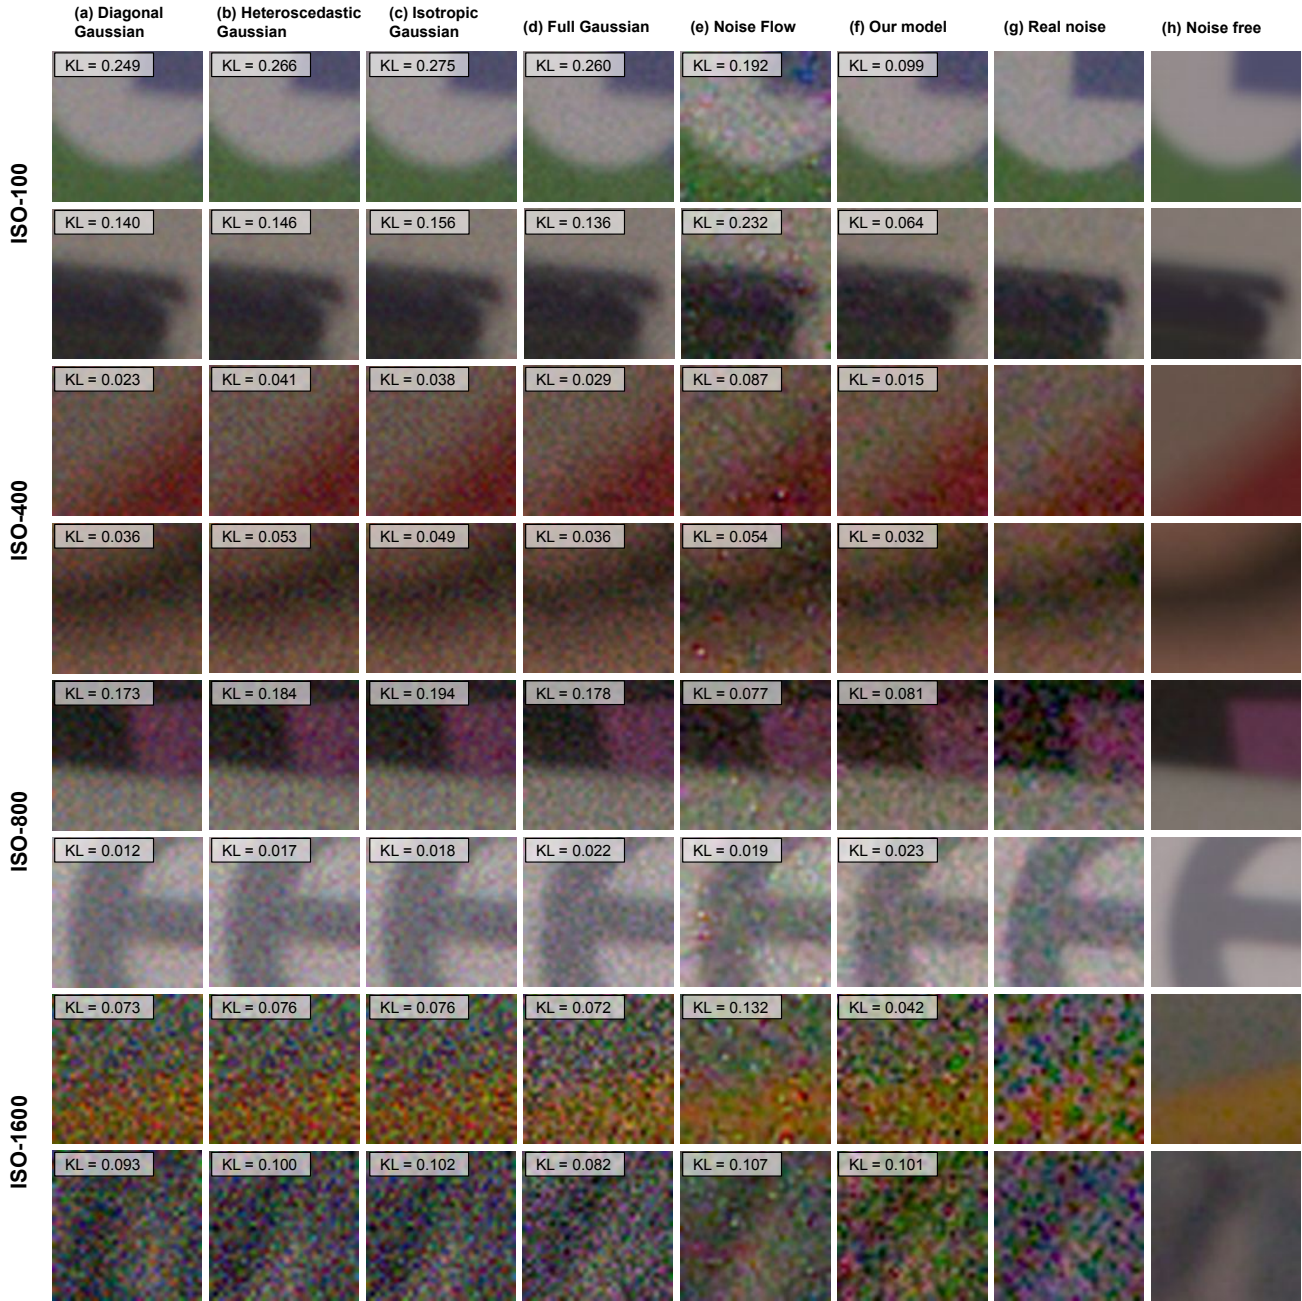 (a) Diagonal Gaussian
(b) Heteroscedastic Gaussian
(c) Isotropic Gaussian
(d) Full Gaussian
(e) Noise Flow
(f) Our model
(g) Real noise
(h) Noise free
ISO-100
KL = 0.249
KL = 0.266
KL = 0.275
KL = 0.260
KL = 0.192
KL = 0.099
KL = 0.140
KL = 0.146
KL = 0.156
KL = 0.136
KL = 0.232
KL = 0.064
ISO-400
KL = 0.023
KL = 0.041
KL = 0.038
KL = 0.029
KL = 0.087
KL = 0.015
KL = 0.036
KL = 0.053
KL = 0.049
KL = 0.036
KL = 0.054
KL = 0.032
ISO-800
KL = 0.173
KL = 0.184
KL = 0.194
KL = 0.178
KL = 0.077
KL = 0.081
KL = 0.012
KL = 0.017
KL = 0.018
KL = 0.022
KL = 0.019
KL = 0.023
ISO-1600
KL = 0.073
KL = 0.076
KL = 0.076
KL = 0.072
KL = 0.132
KL = 0.042
KL = 0.093
KL = 0.100
KL = 0.102
KL = 0.082
KL = 0.107
KL = 0.101